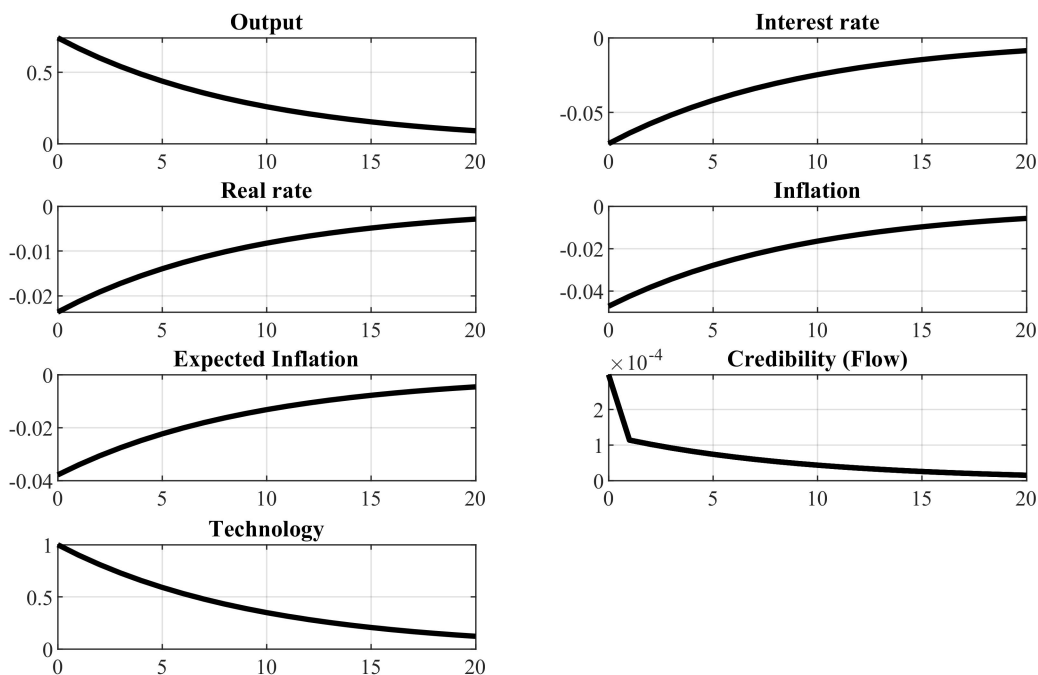 Output
0.5
0
0 5 10 15 20
Interest rate
0
-0.05
0 5 10 15 20
Real rate
0
-0.01
-0.02
0 5 10 15 20
Inflation
0
-0.02
-0.04
0 5 10 15 20
Expected Inflation
0
-0.02
-0.04
0 5 10 15 20
Credibility (Flow)
×10⁻⁴
2
1
0
0 5 10 15 20
Technology
1
0.5
0
0 5 10 15 20